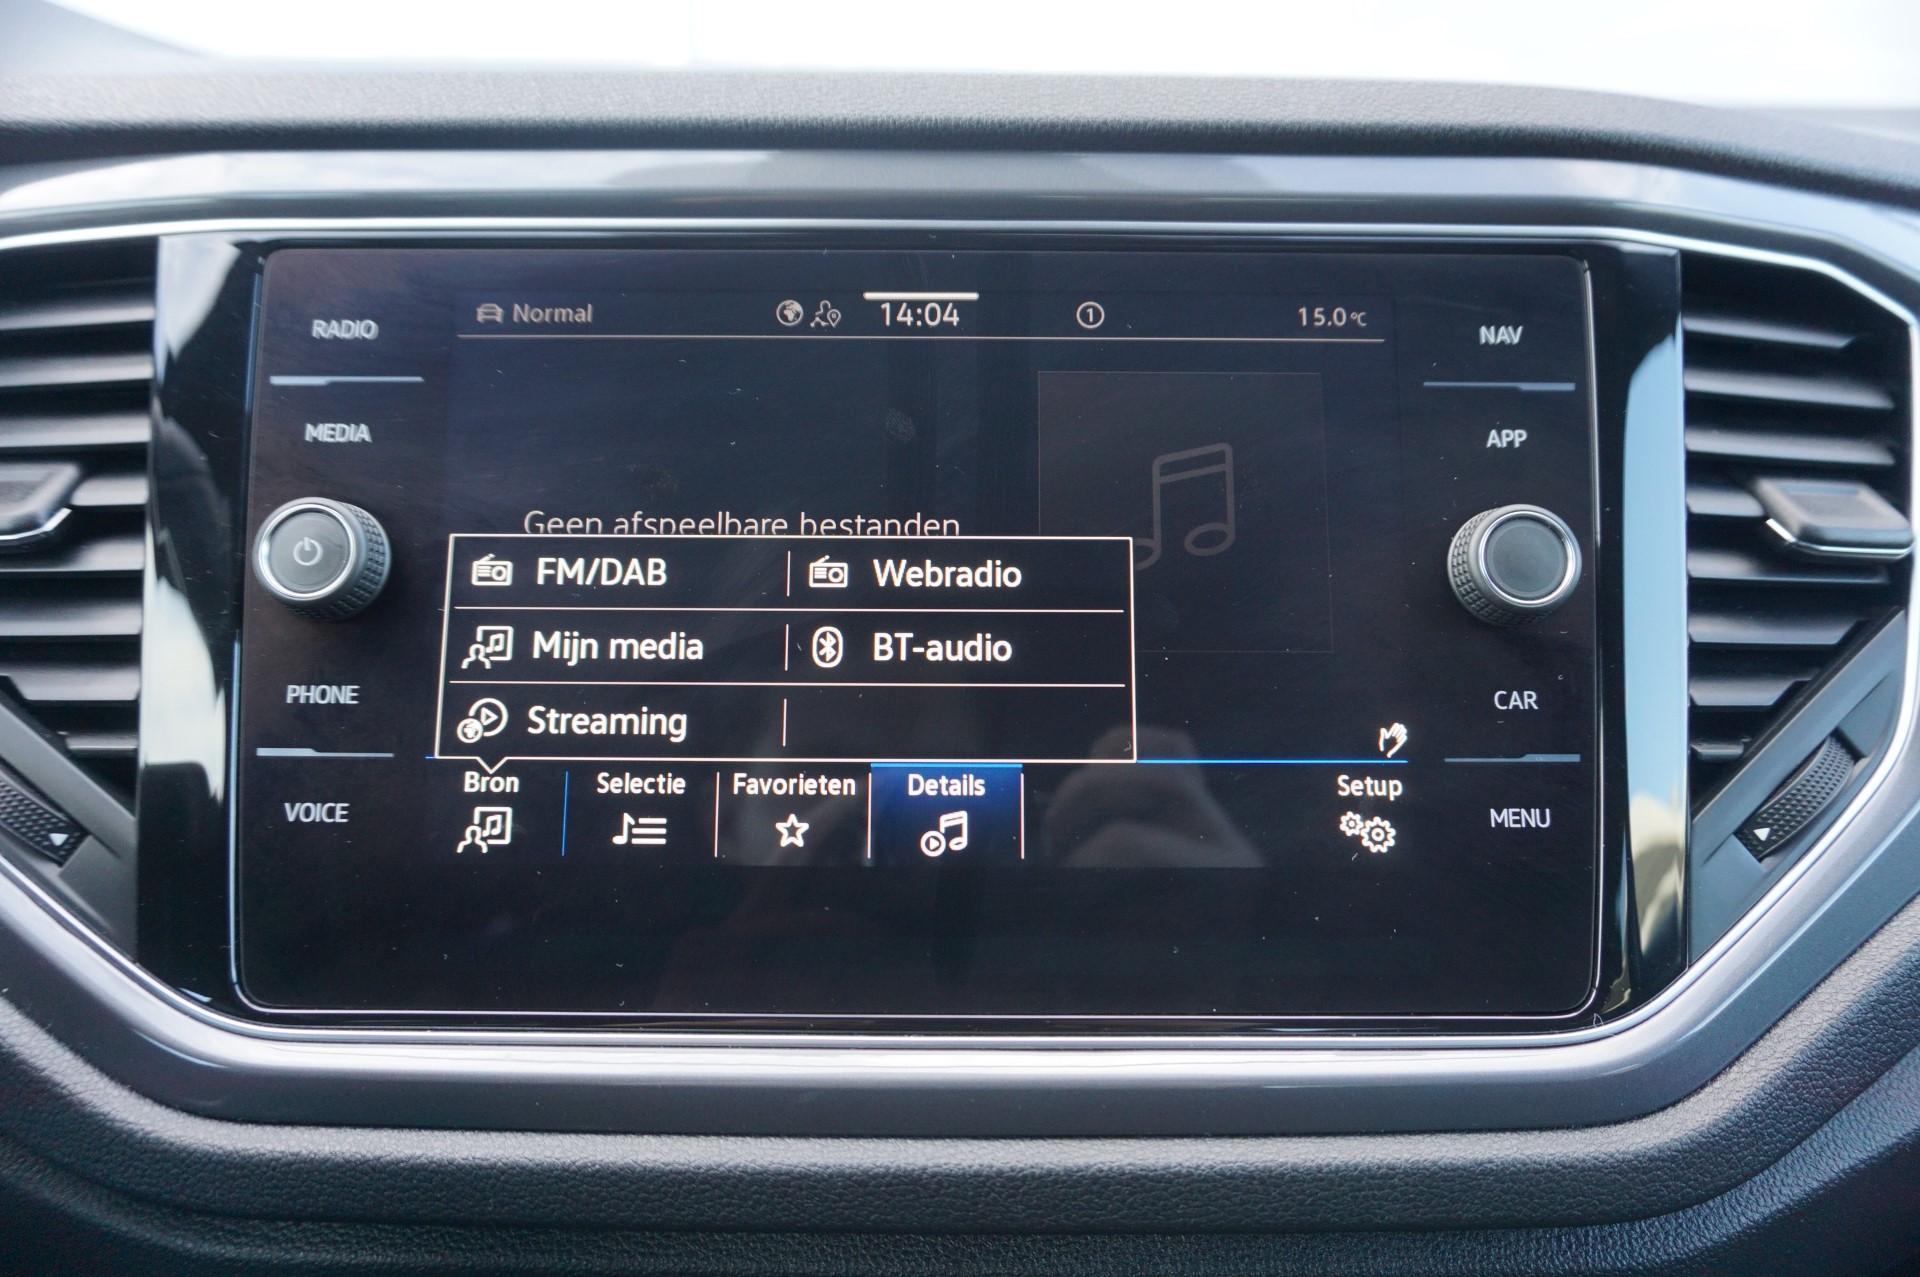 RADIO
MEDIA
PHONE
VOICE
Normal
14:04
1
15.0°C
Geen afspeelbare bestanden
FM/DAB
Webradio
Mijn media
BT-audio
Streaming
Bron
Selectie
Favorieten
Details
Setup
NAV
APP
CAR
MENU